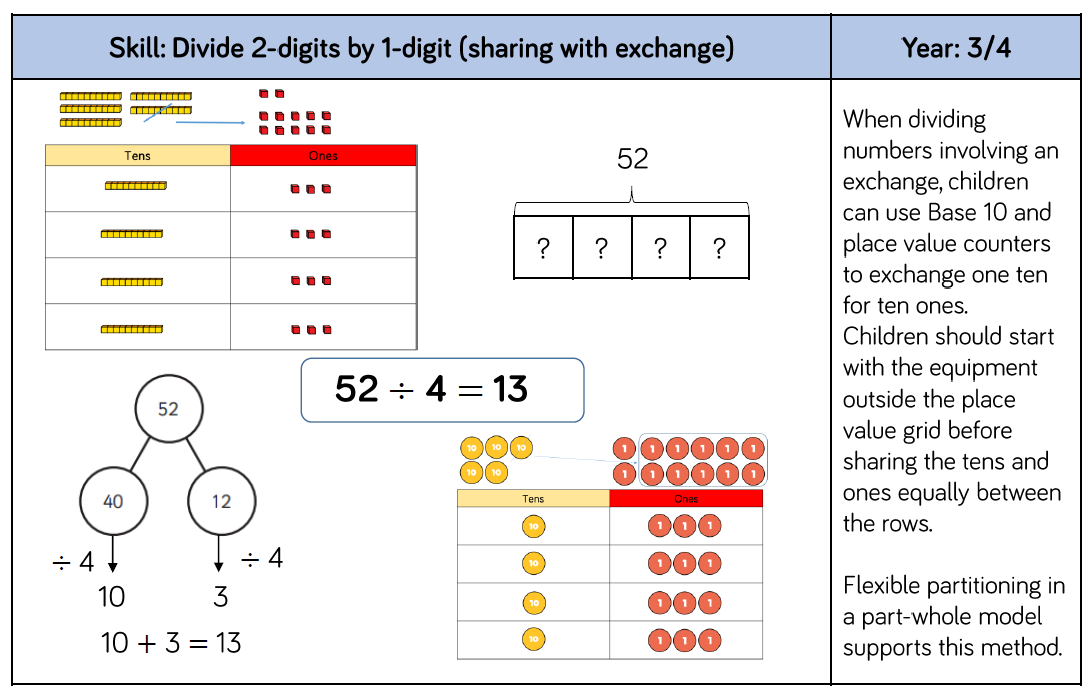 Skill: Divide 2-digits by 1-digit (sharing with exchange)
Year: 3/4
Tens Ones
52
? ? ? ?
52 ÷ 4 = 13
52
40 12
÷ 4 ÷ 4
10 3
10 + 3 = 13
10 10 10 1 1 1 1 1 1
10 10 1 1 1 1 1 1
Tens Ones
10 1 1 1
10 1 1 1
10 1 1 1
10 1 1 1
When dividing
numbers involving an
exchange, children
can use Base 10 and
place value counters
to exchange one ten
for ten ones.
Children should start
with the equipment
outside the place
value grid before
sharing the tens and
ones equally between
the rows.
Flexible partitioning in
a part-whole model
supports this method.